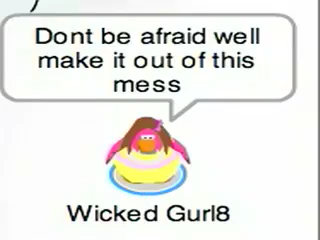 Dont be afraid well
make it out of this
mess
Wicked Gurl8